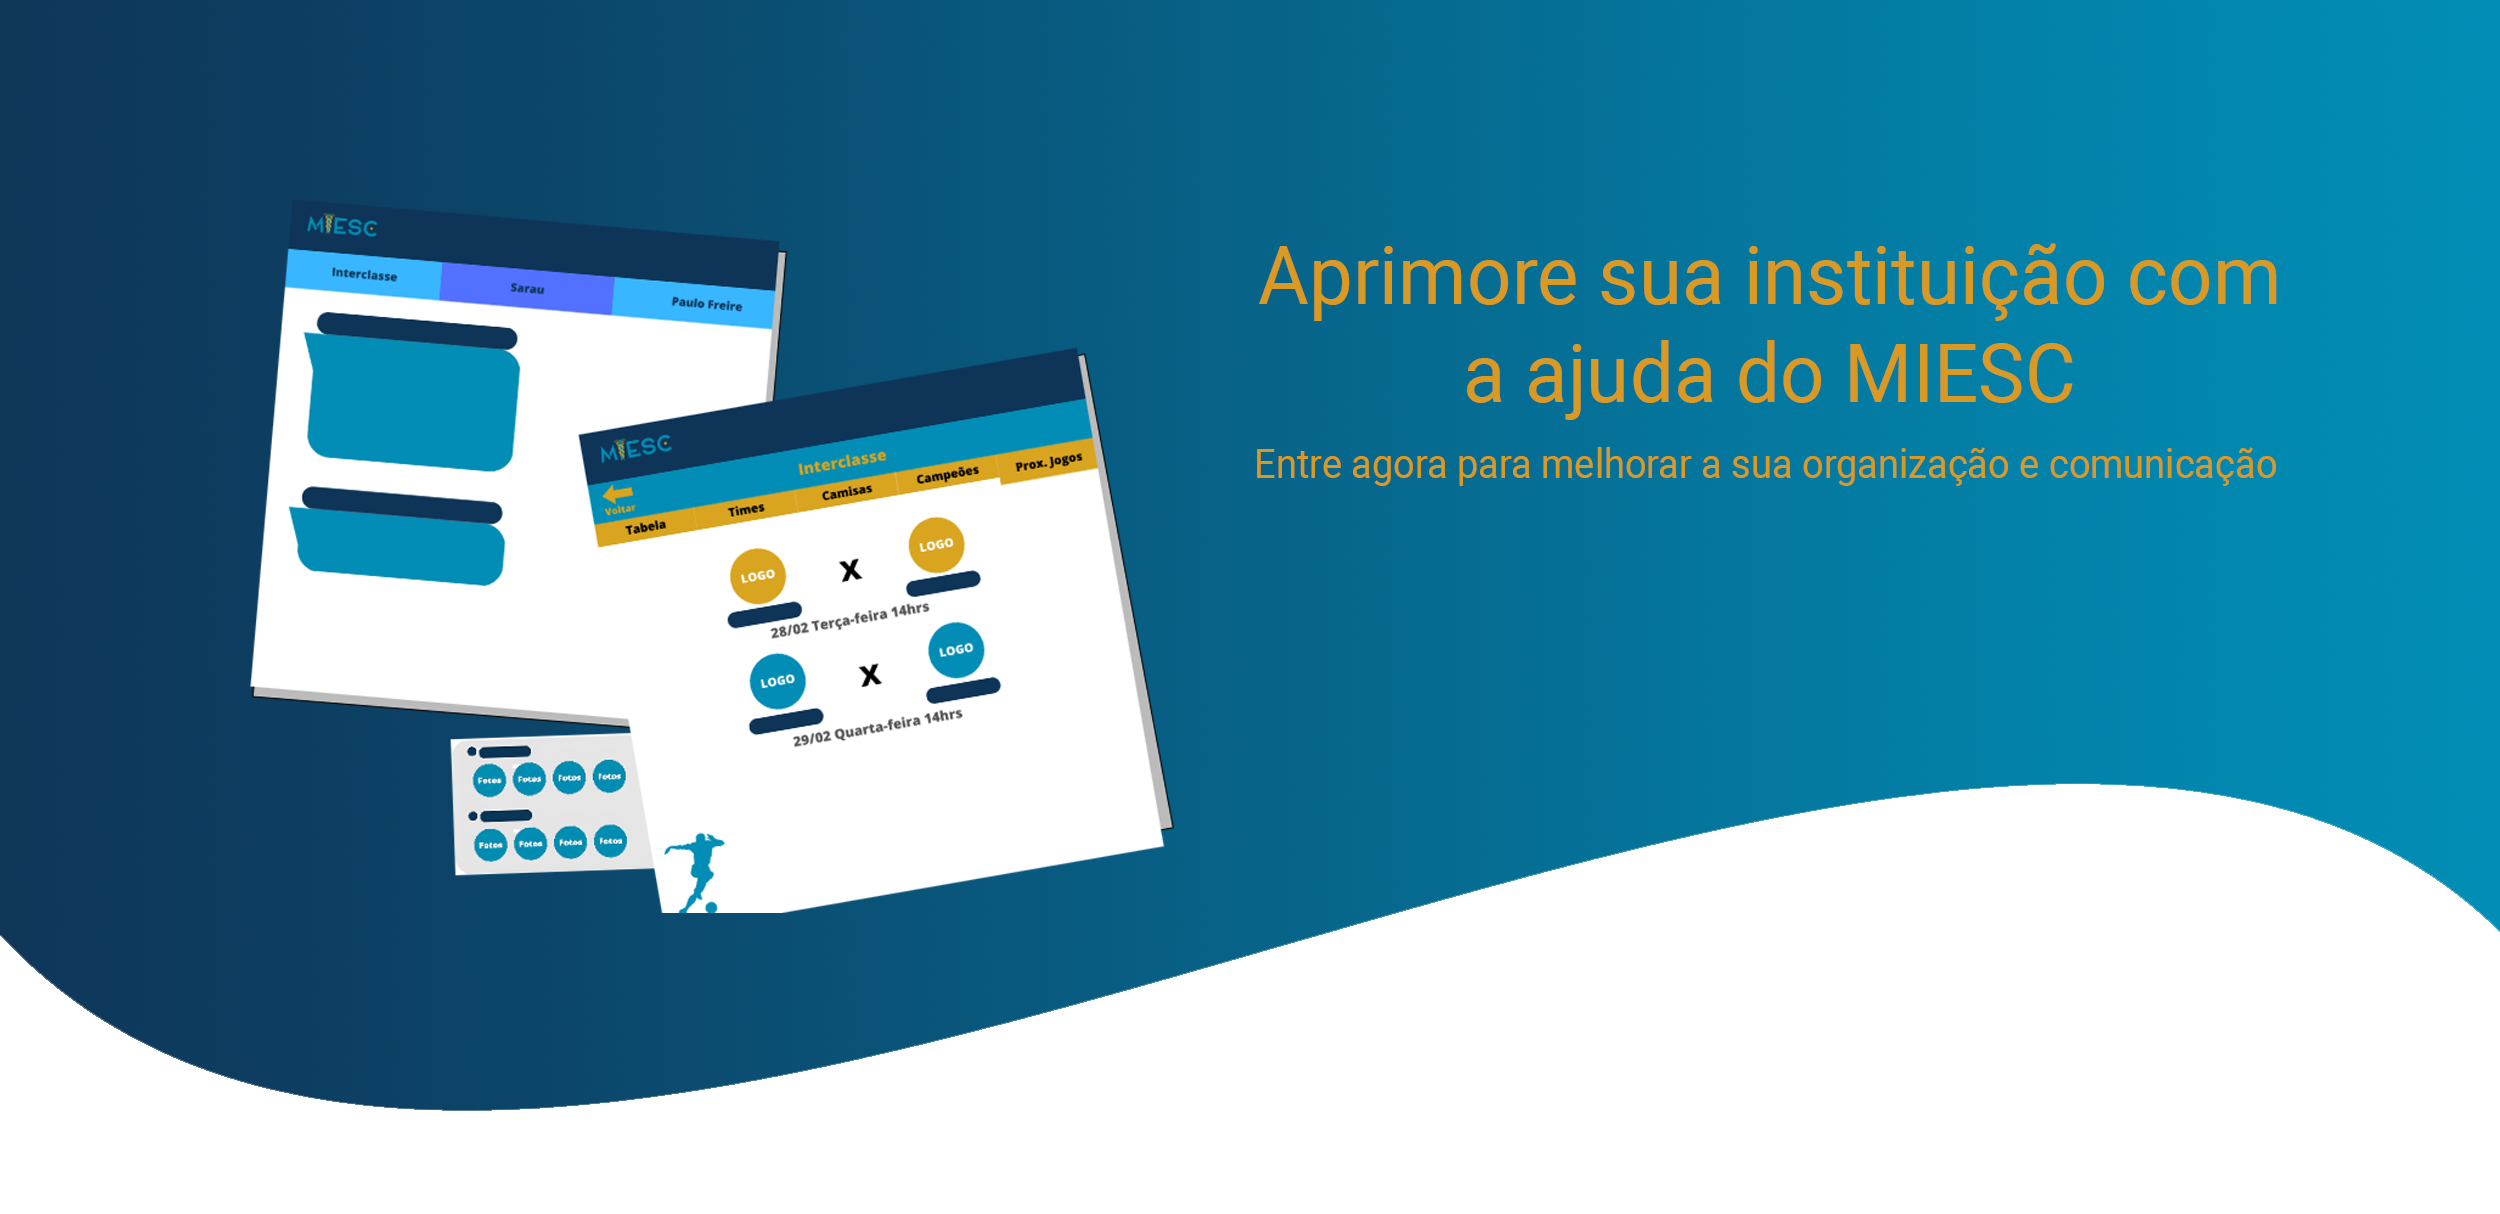 MIESC
Interclasse
Sarau
Paulo Freire
MIESC
Interclasse
Voltar
Tabela
Times
Camisas
Campeões
Prox. Jogos
LOGO
X
LOGO
28/02 Terça-feira 14hrs
LOGO
X
LOGO
29/02 Quarta-feira 14hrs
Fotos Fotos Fotos Fotos
Fotos Fotos Fotos Fotos
Aprimore sua instituição com
a ajuda do MIESC
Entre agora para melhorar a sua organização e comunicação